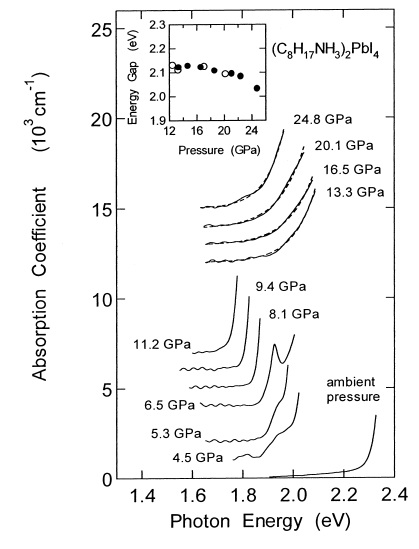 2.3
2.2
2.1
2.0
1.9
Energy Gap (eV)
12 16 20 24
Pressure (GPa)
(C8H17NH3)2PbI4
25
20
15
10
5
0
Absorption Coefficient (10³cm⁻¹)
24.8 GPa
20.1 GPa
16.5 GPa
13.3 GPa
9.4 GPa
8.1 GPa
11.2 GPa
ambient
pressure
6.5 GPa
5.3 GPa
4.5 GPa
1.4 1.6 1.8 2.0 2.2 2.4
Photon Energy (eV)